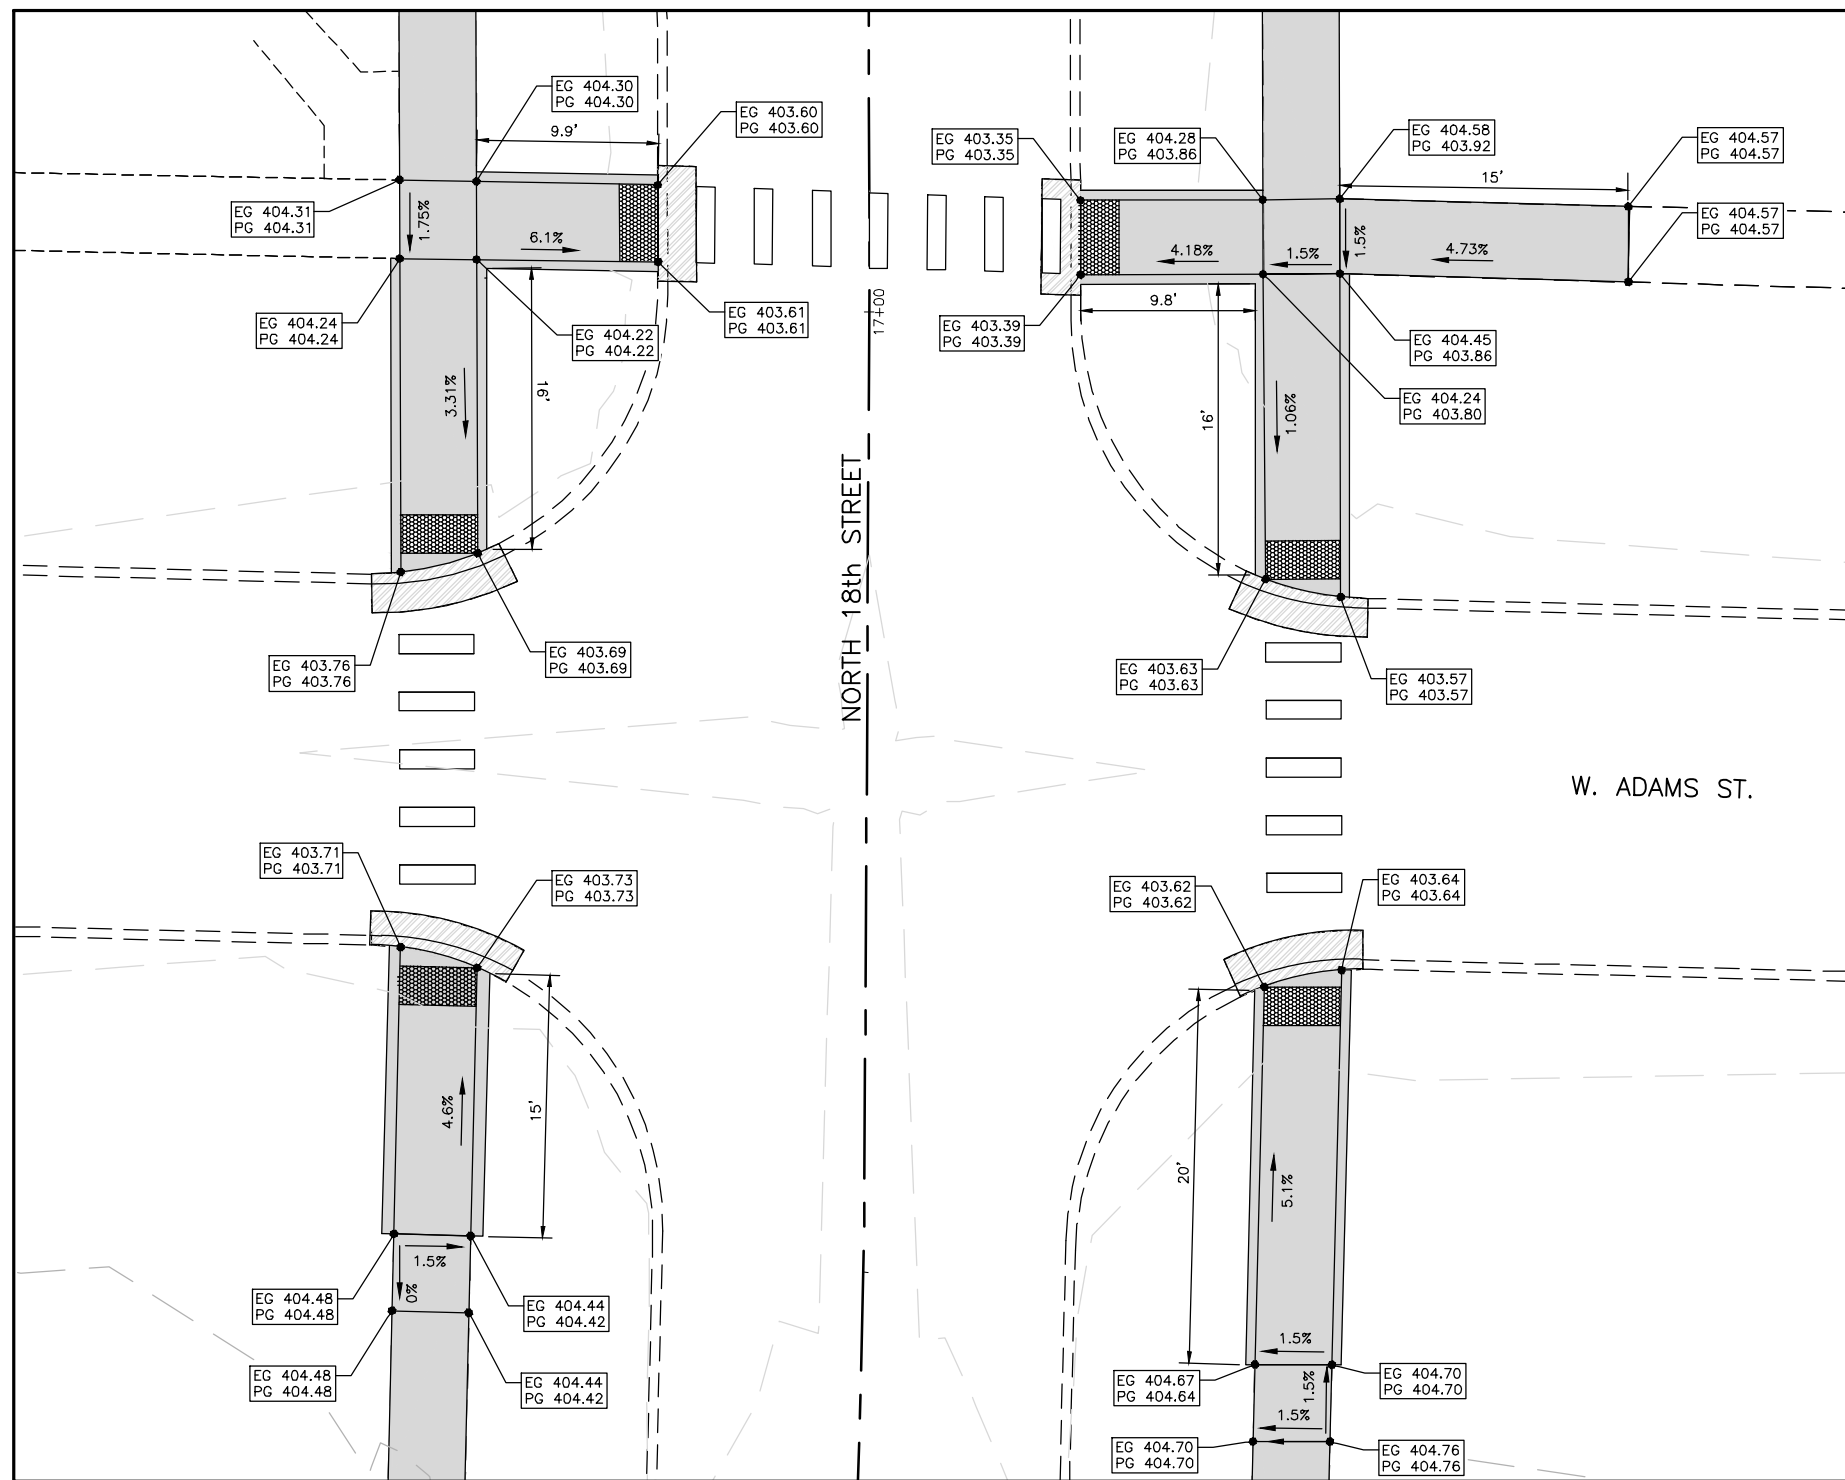 EG 404.30
PG 404.30
9.9'
EG 403.60
PG 403.60
EG 403.35
PG 403.35
EG 404.28
PG 403.86
EG 404.58
PG 403.92
EG 404.57
PG 404.57
15'
EG 404.31
PG 404.31
1.75%
6.1%
4.18%
1.5%
1.5%
4.73%
EG 404.57
PG 404.57
EG 404.24
PG 404.24
EG 404.22
PG 404.22
EG 403.61
PG 403.61
17+00
EG 403.39
PG 403.39
9.8'
EG 404.45
PG 403.86
EG 404.24
PG 403.80
3.31%
16'
16'
1.06%
NORTH 18th STREET
EG 403.76
PG 403.76
EG 403.69
PG 403.69
EG 403.63
PG 403.63
EG 403.57
PG 403.57
W. ADAMS ST.
EG 403.71
PG 403.71
EG 403.73
PG 403.73
EG 403.62
PG 403.62
EG 403.64
PG 403.64
4.6%
15'
20'
5.1%
1.5%
0%
EG 404.48
PG 404.48
EG 404.44
PG 404.42
EG 404.48
PG 404.48
EG 404.44
PG 404.42
1.5%
EG 404.67
PG 404.64
1.5%
EG 404.70
PG 404.70
1.5%
EG 404.70
PG 404.70
EG 404.76
PG 404.76